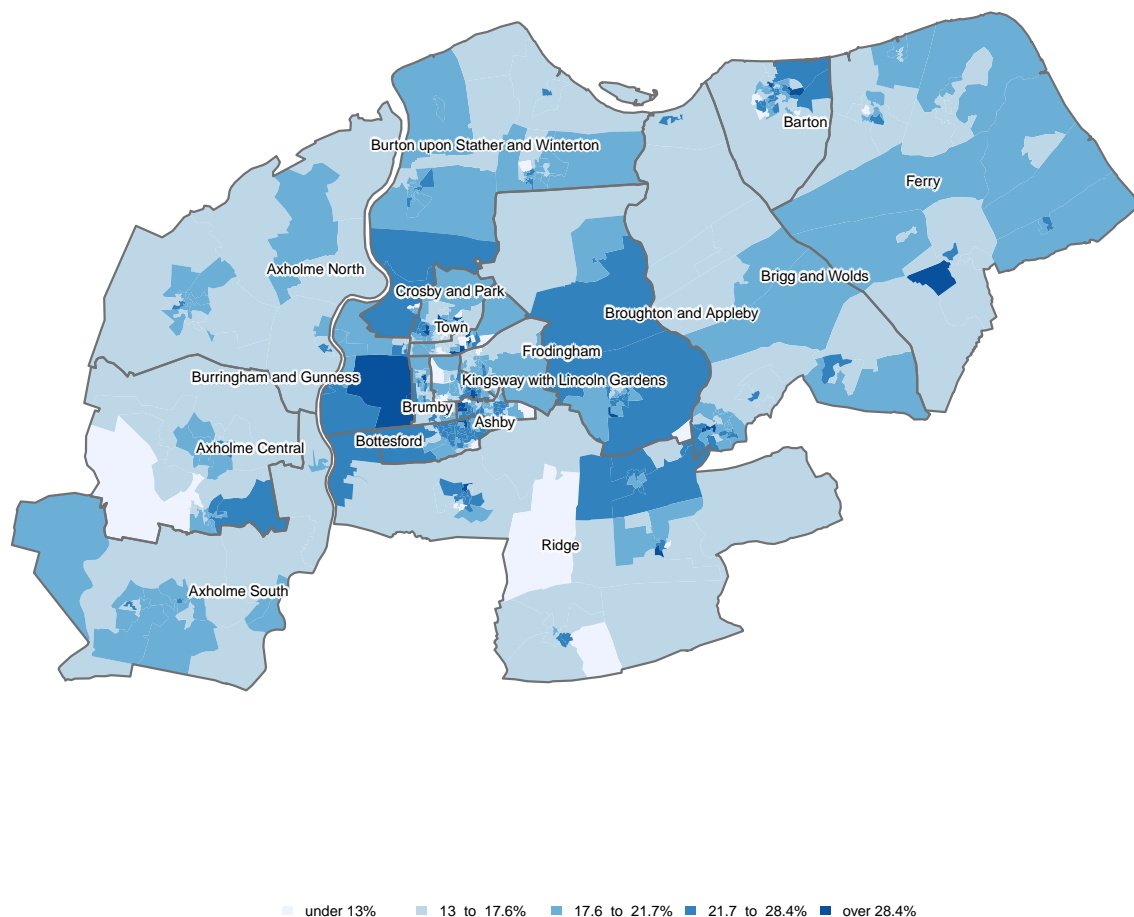 Barton
Burton upon Stather and Winterton
Ferry
Axholme North
Brigg and Wolds
Crosby and Park
Broughton and Appleby
Town
Frodingham
Burringham and Gunness
Kingsway with Lincoln Gardens
Brumby
Ashby
Bottesford
Axholme Central
Ridge
Axholme South
under 13% 13 to 17.6% 17.6 to 21.7% 21.7 to 28.4% over 28.4%